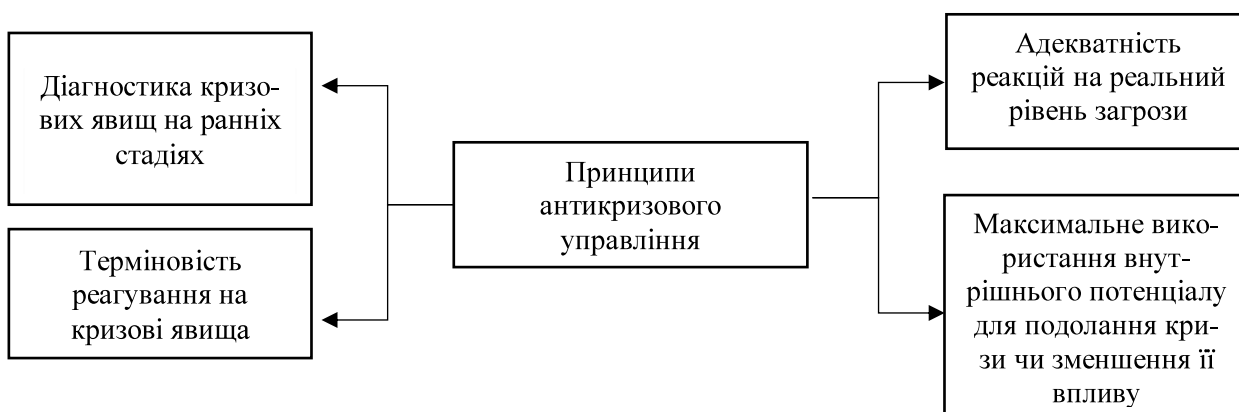 Діагностика кризо-
вих явищ на ранніх
стадіях
Терміновість
реагування на
кризові явища
Принципи
антикризового
управління
Адекватність
реакцій на реальний
рівень загрози
Максимальне вико-
ристання внут-
рішнього потенціалу
для подолання кри-
зи чи зменшення її
впливу